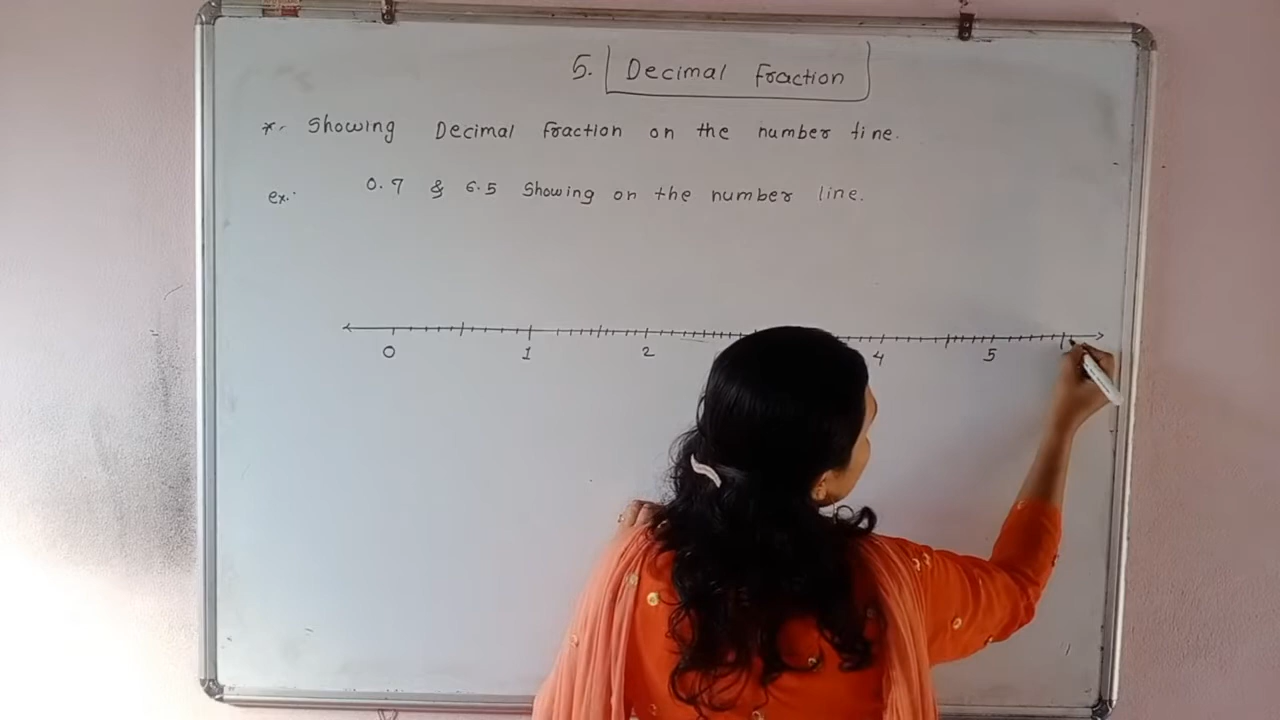 5. Decimal Fraction
*. Showing Decimal Fraction on the number line.
ex:- 0.7 & 6.5 Showing on the number line.
0 1 2 4 5